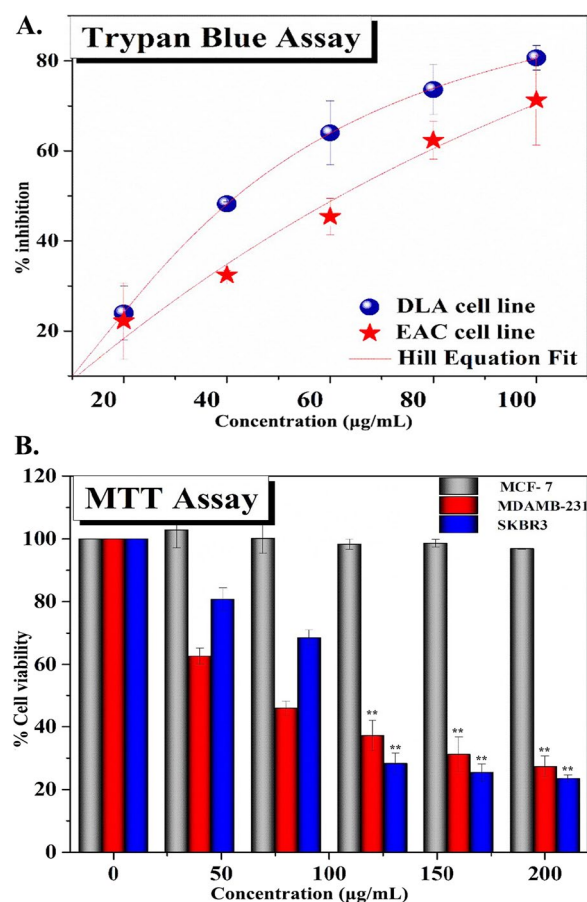 A.
Trypan Blue Assay
80
60
40
20
% inhibition
DLA cell line
EAC cell line
Hill Equation Fit
20 40 60 80 100
Concentration (µg/mL)
B.
120
100
80
60
40
20
0
% Cell viability
MTT Assay
MCF- 7
MDAMB-231
SKBR3
** ** **
** ** **
0 50 100 150 200
Concentration (µg/mL)